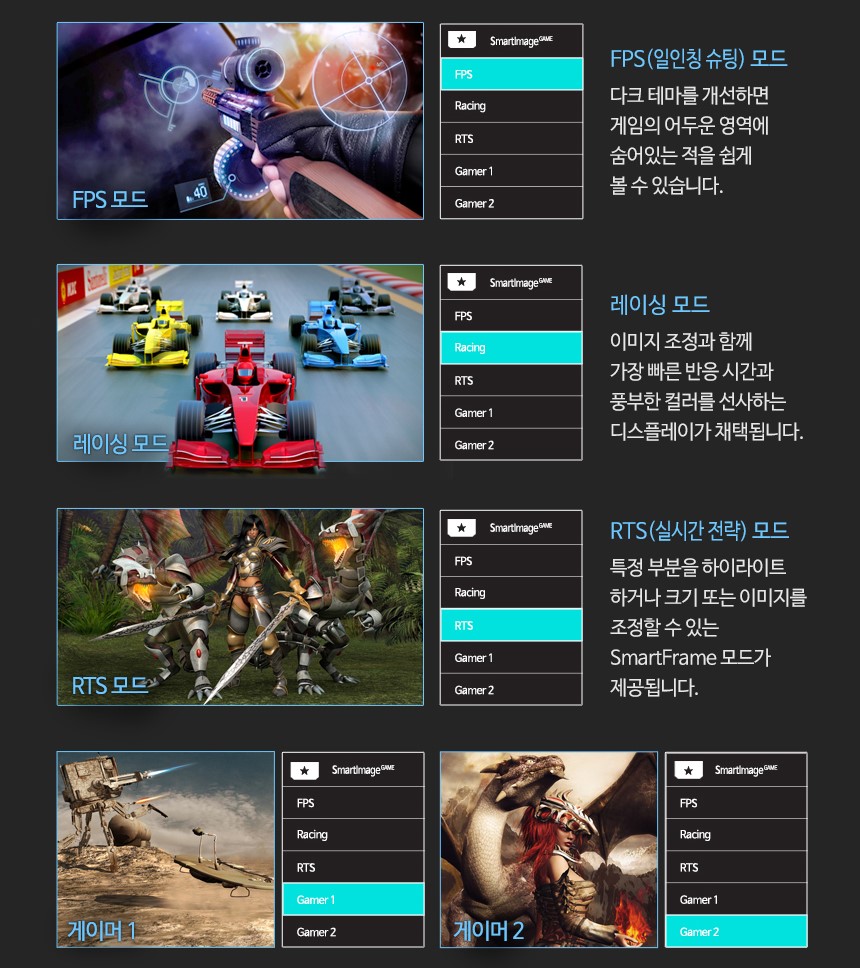 FPS 모드
No. 40
SmartImage GAME
FPS
Racing
RTS
Gamer 1
Gamer 2
FPS(일인칭 슈팅) 모드
다크 테마를 개선하면
게임의 어두운 영역에
숨어있는 적을 쉽게
볼 수 있습니다.
레이싱 모드
SmartImage GAME
FPS
Racing
RTS
Gamer 1
Gamer 2
레이싱 모드
이미지 조정과 함께
가장 빠른 반응 시간과
풍부한 컬러를 선사하는
디스플레이가 채택됩니다.
RTS 모드
SmartImage GAME
FPS
Racing
RTS
Gamer 1
Gamer 2
RTS(실시간 전략) 모드
특정 부분을 하이라이트
하거나 크기 또는 이미지를
조정할 수 있는
SmartFrame 모드가
제공됩니다.
게이머 1
SmartImage GAME
FPS
Racing
RTS
Gamer 1
Gamer 2
게이머 2
SmartImage GAME
FPS
Racing
RTS
Gamer 1
Gamer 2